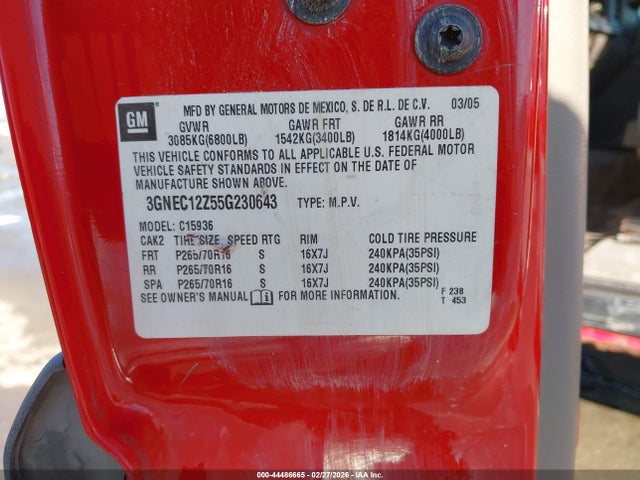 GM
MFD BY GENERAL MOTORS DE MEXICO, S. DE R.L. DE C.V. 03/05
GVWR GAWR FRT GAWR RR
3085KG(6800LB) 1542KG(3400LB) 1814KG(4000LB)
THIS VEHICLE CONFORMS TO ALL APPLICABLE U.S. FEDERAL MOTOR
VEHICLE SAFETY STANDARDS IN EFFECT ON THE DATE OF
MANUFACTURE SHOWN ABOVE.
3GNEC12Z55G230643 TYPE: M.P.V.
MODEL: C15936
CAK2 TIRE SIZE SPEED RTG RIM COLD TIRE PRESSURE
FRT P265/70R16 S 16X7J 240KPA(35PSI)
RR P265/70R16 S 16X7J 240KPA(35PSI)
SPA P265/70R16 S 16X7J 240KPA(35PSI)
SEE OWNER'S MANUAL FOR MORE INFORMATION.
F 238
T 453
000-44486665 - 02/27/2026 - IAA Inc.